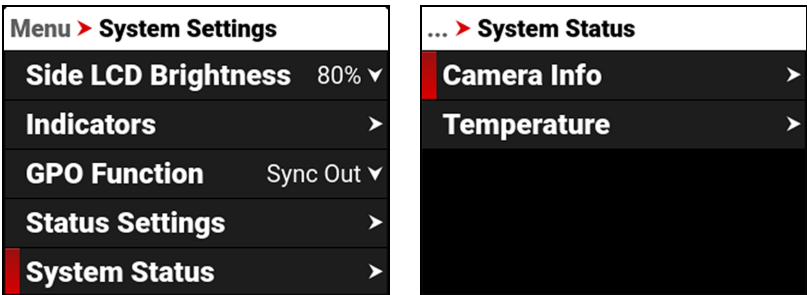 Menu ➤ System Settings
Side LCD Brightness 80%
Indicators
GPO Function Sync Out
Status Settings
System Status
... ➤ System Status
Camera Info
Temperature